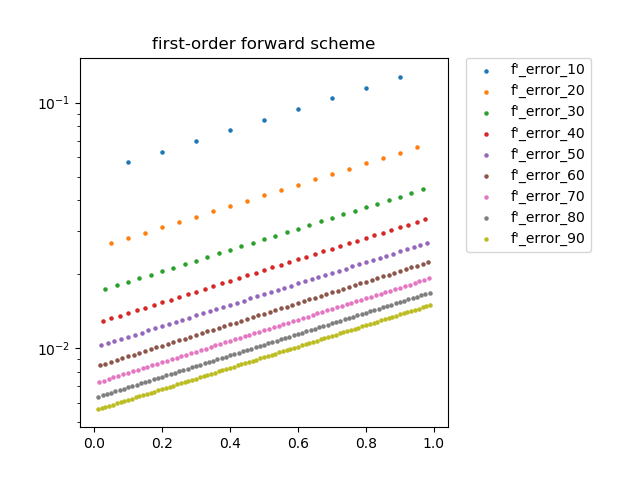 first-order forward scheme
10⁻¹
10⁻²
0.0 0.2 0.4 0.6 0.8 1.0
f'_error_10
f'_error_20
f'_error_30
f'_error_40
f'_error_50
f'_error_60
f'_error_70
f'_error_80
f'_error_90